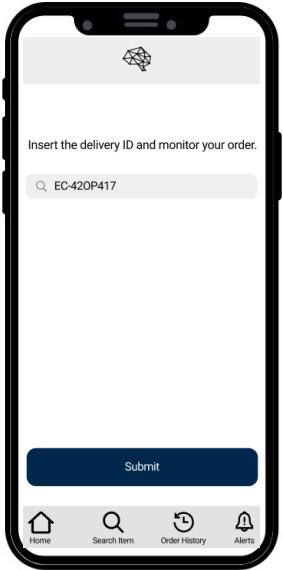 Insert the delivery ID and monitor your order.
EC-42OP417
Submit
Home Search Item Order History Alerts